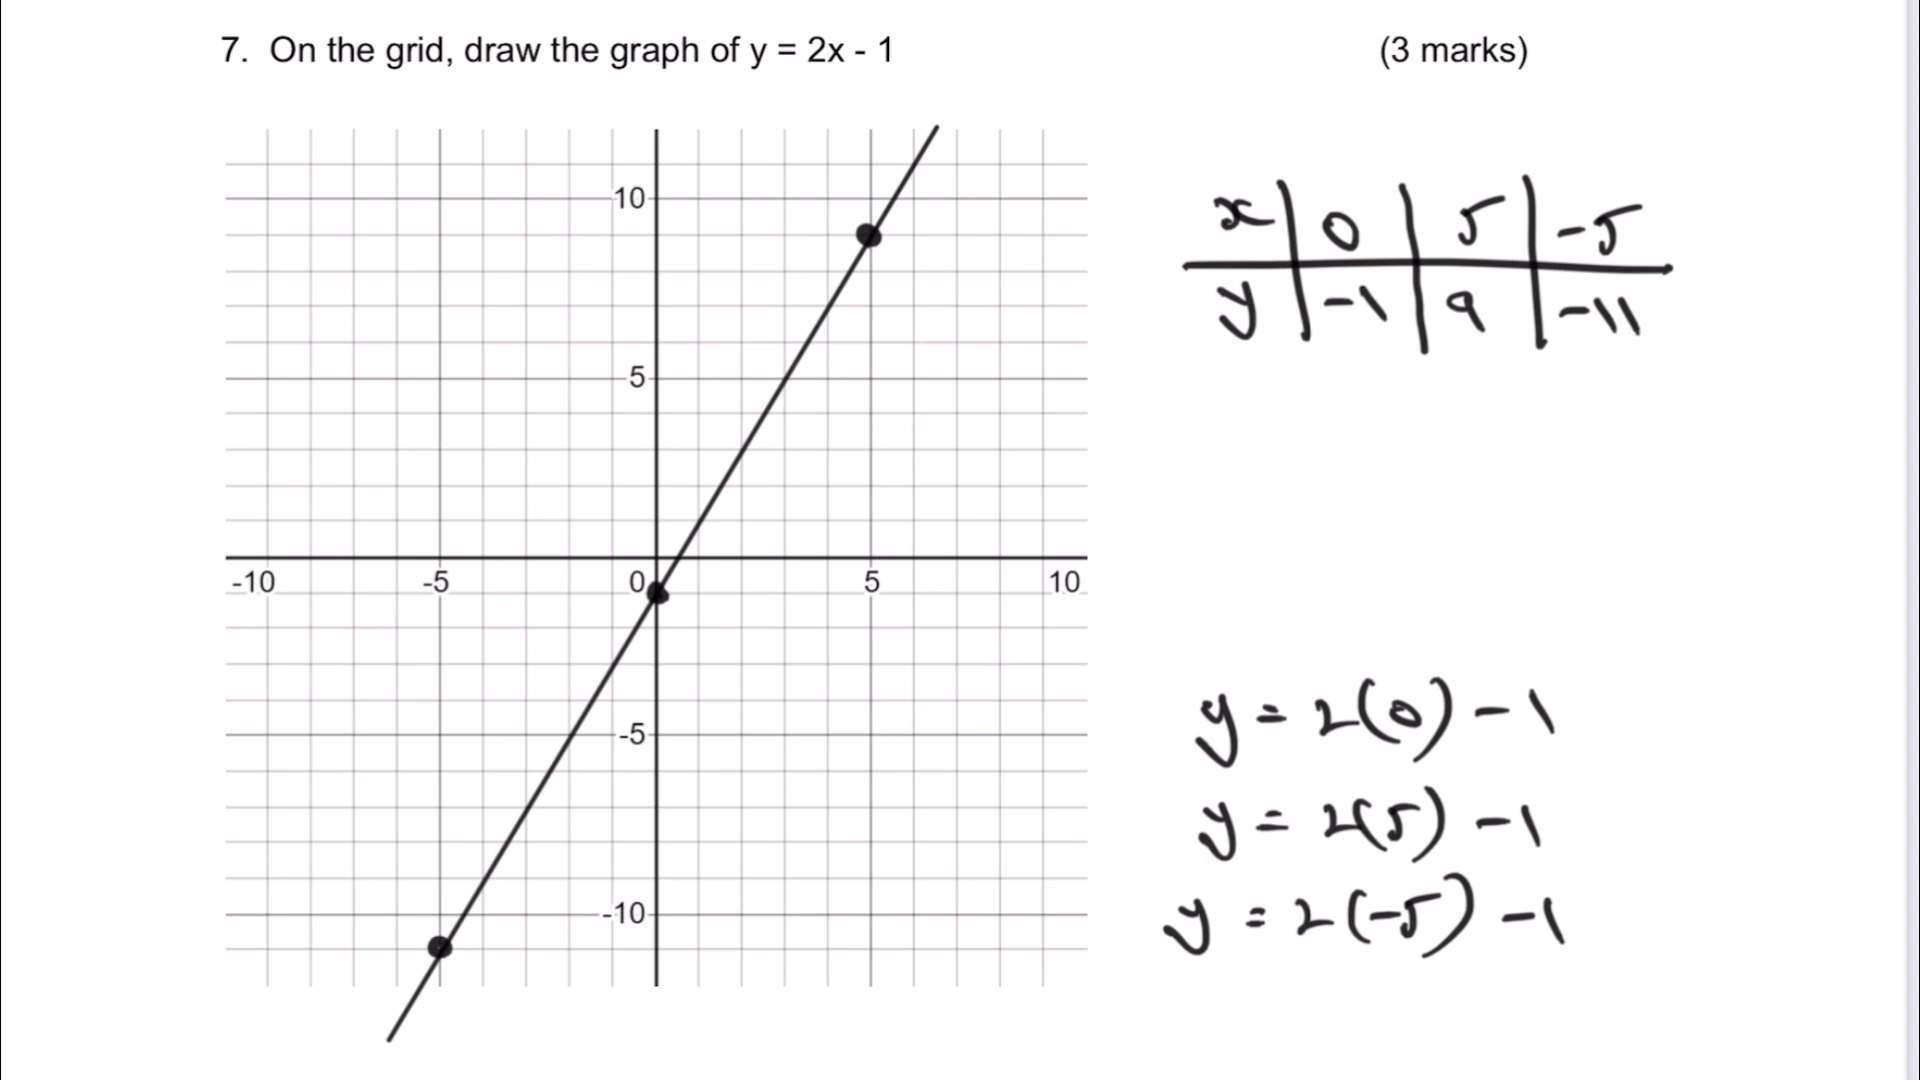 7. On the grid, draw the graph of y = 2x - 1 (3 marks)
10
5
-10 -5 0 5 10
-5
-10
x 0 5 -5
y -1 9 -11
y = 2(0) - 1
y = 2(5) - 1
y = 2(-5) - 1